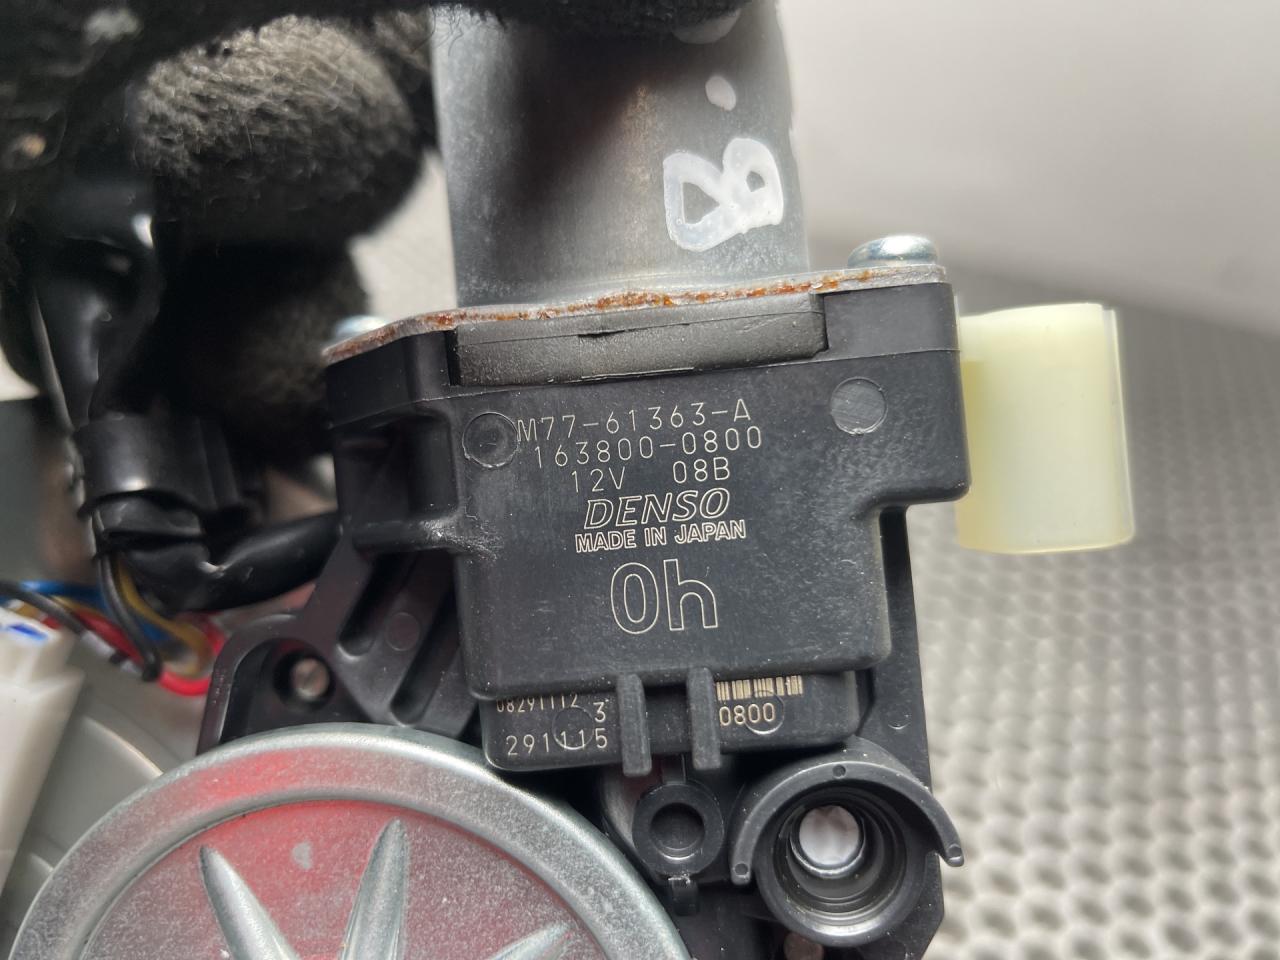 B.
M77-61363-A
163800-0800
12V 08B
DENSO
MADE IN JAPAN
0h
08291112 3
291115
0800